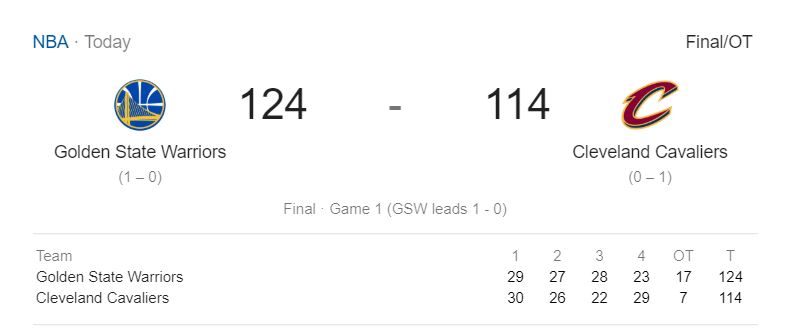 NBA · Today Final/OT
124 - 114
Golden State Warriors Cleveland Cavaliers
(1 – 0) (0 – 1)
Final · Game 1 (GSW leads 1 - 0)
Team 1 2 3 4 OT T
Golden State Warriors 29 27 28 23 17 124
Cleveland Cavaliers 30 26 22 29 7 114